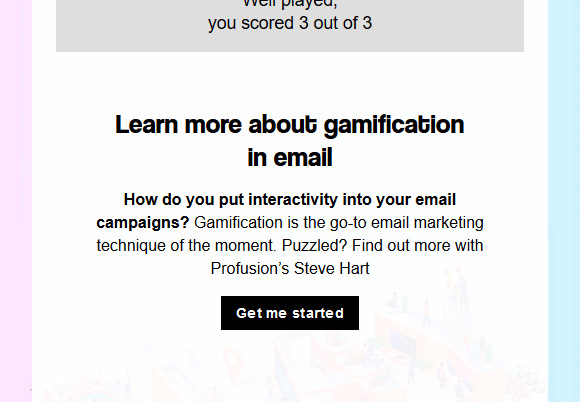 Well played,
you scored 3 out of 3
Learn more about gamification
in email
How do you put interactivity into your email
campaigns? Gamification is the go-to email marketing
technique of the moment. Puzzled? Find out more with
Profusion’s Steve Hart
Get me started